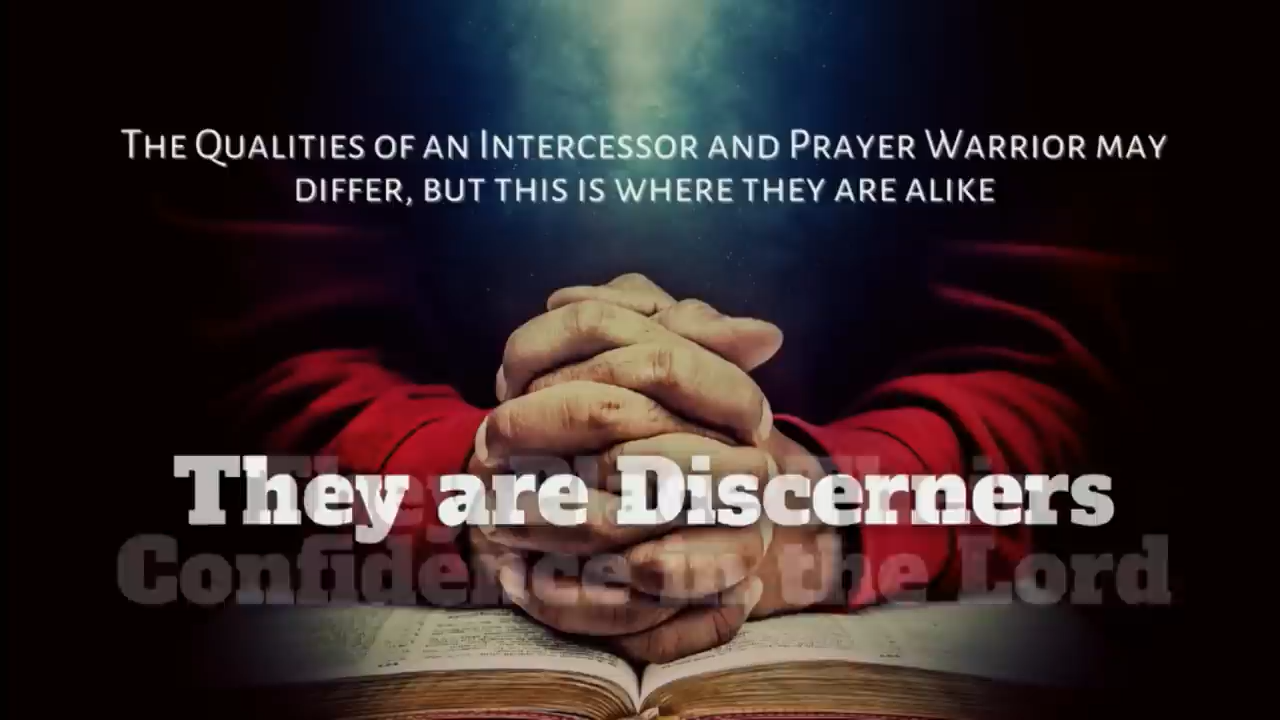 The Qualities of an Intercessor and Prayer Warrior may
differ, but this is where they are alike
They are Discerners
Confidence in the Lord